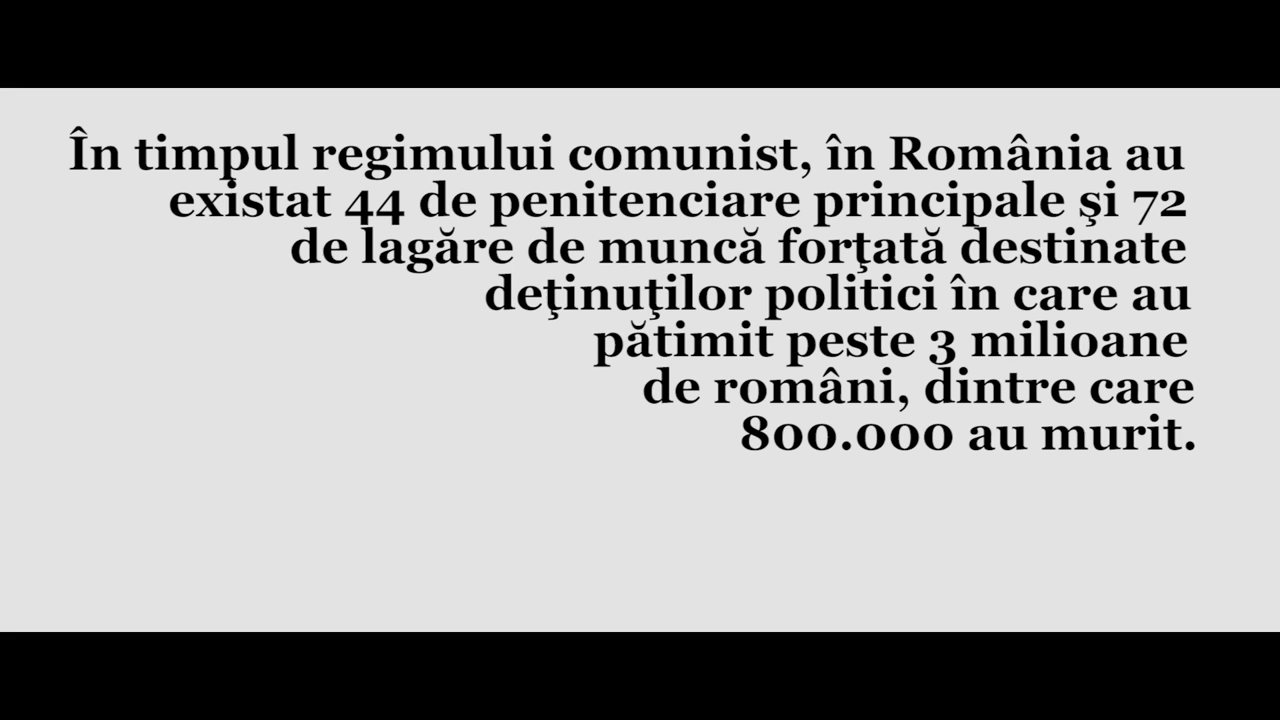 În timpul regimului comunist, în România au
existat 44 de penitenciare principale şi 72
de lagăre de muncă forţată destinate
deţinuţilor politici în care au
pătimit peste 3 milioane
de români, dintre care
800.000 au murit.